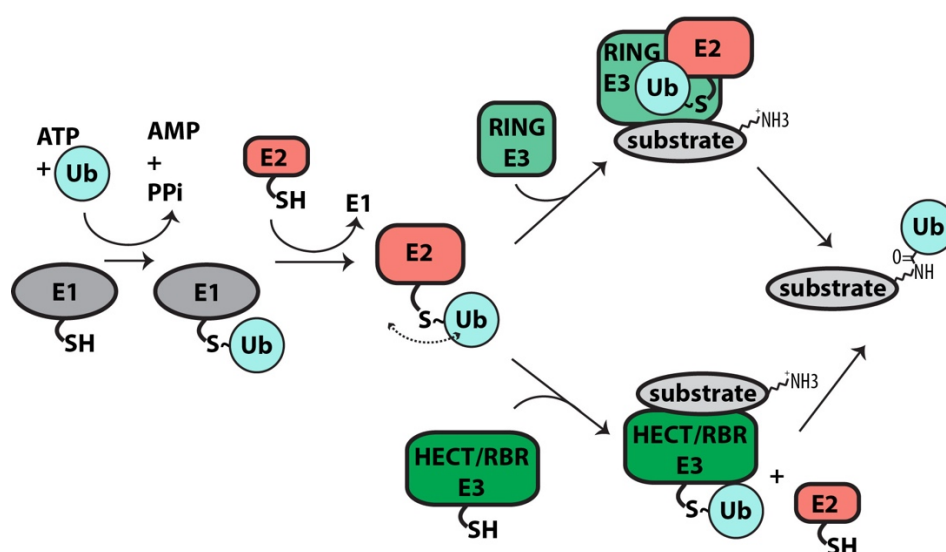 ATP
+
Ub
AMP
+
PPi
E2
SH
E1
E1
SH
E1
S
Ub
E2
S
Ub
RING
E3
RING
E3
E2
Ub
S
substrate
+
NH3
HECT/RBR
E3
SH
substrate
+
NH3
HECT/RBR
E3
S
Ub
+
E2
SH
Ub
O
NH
substrate